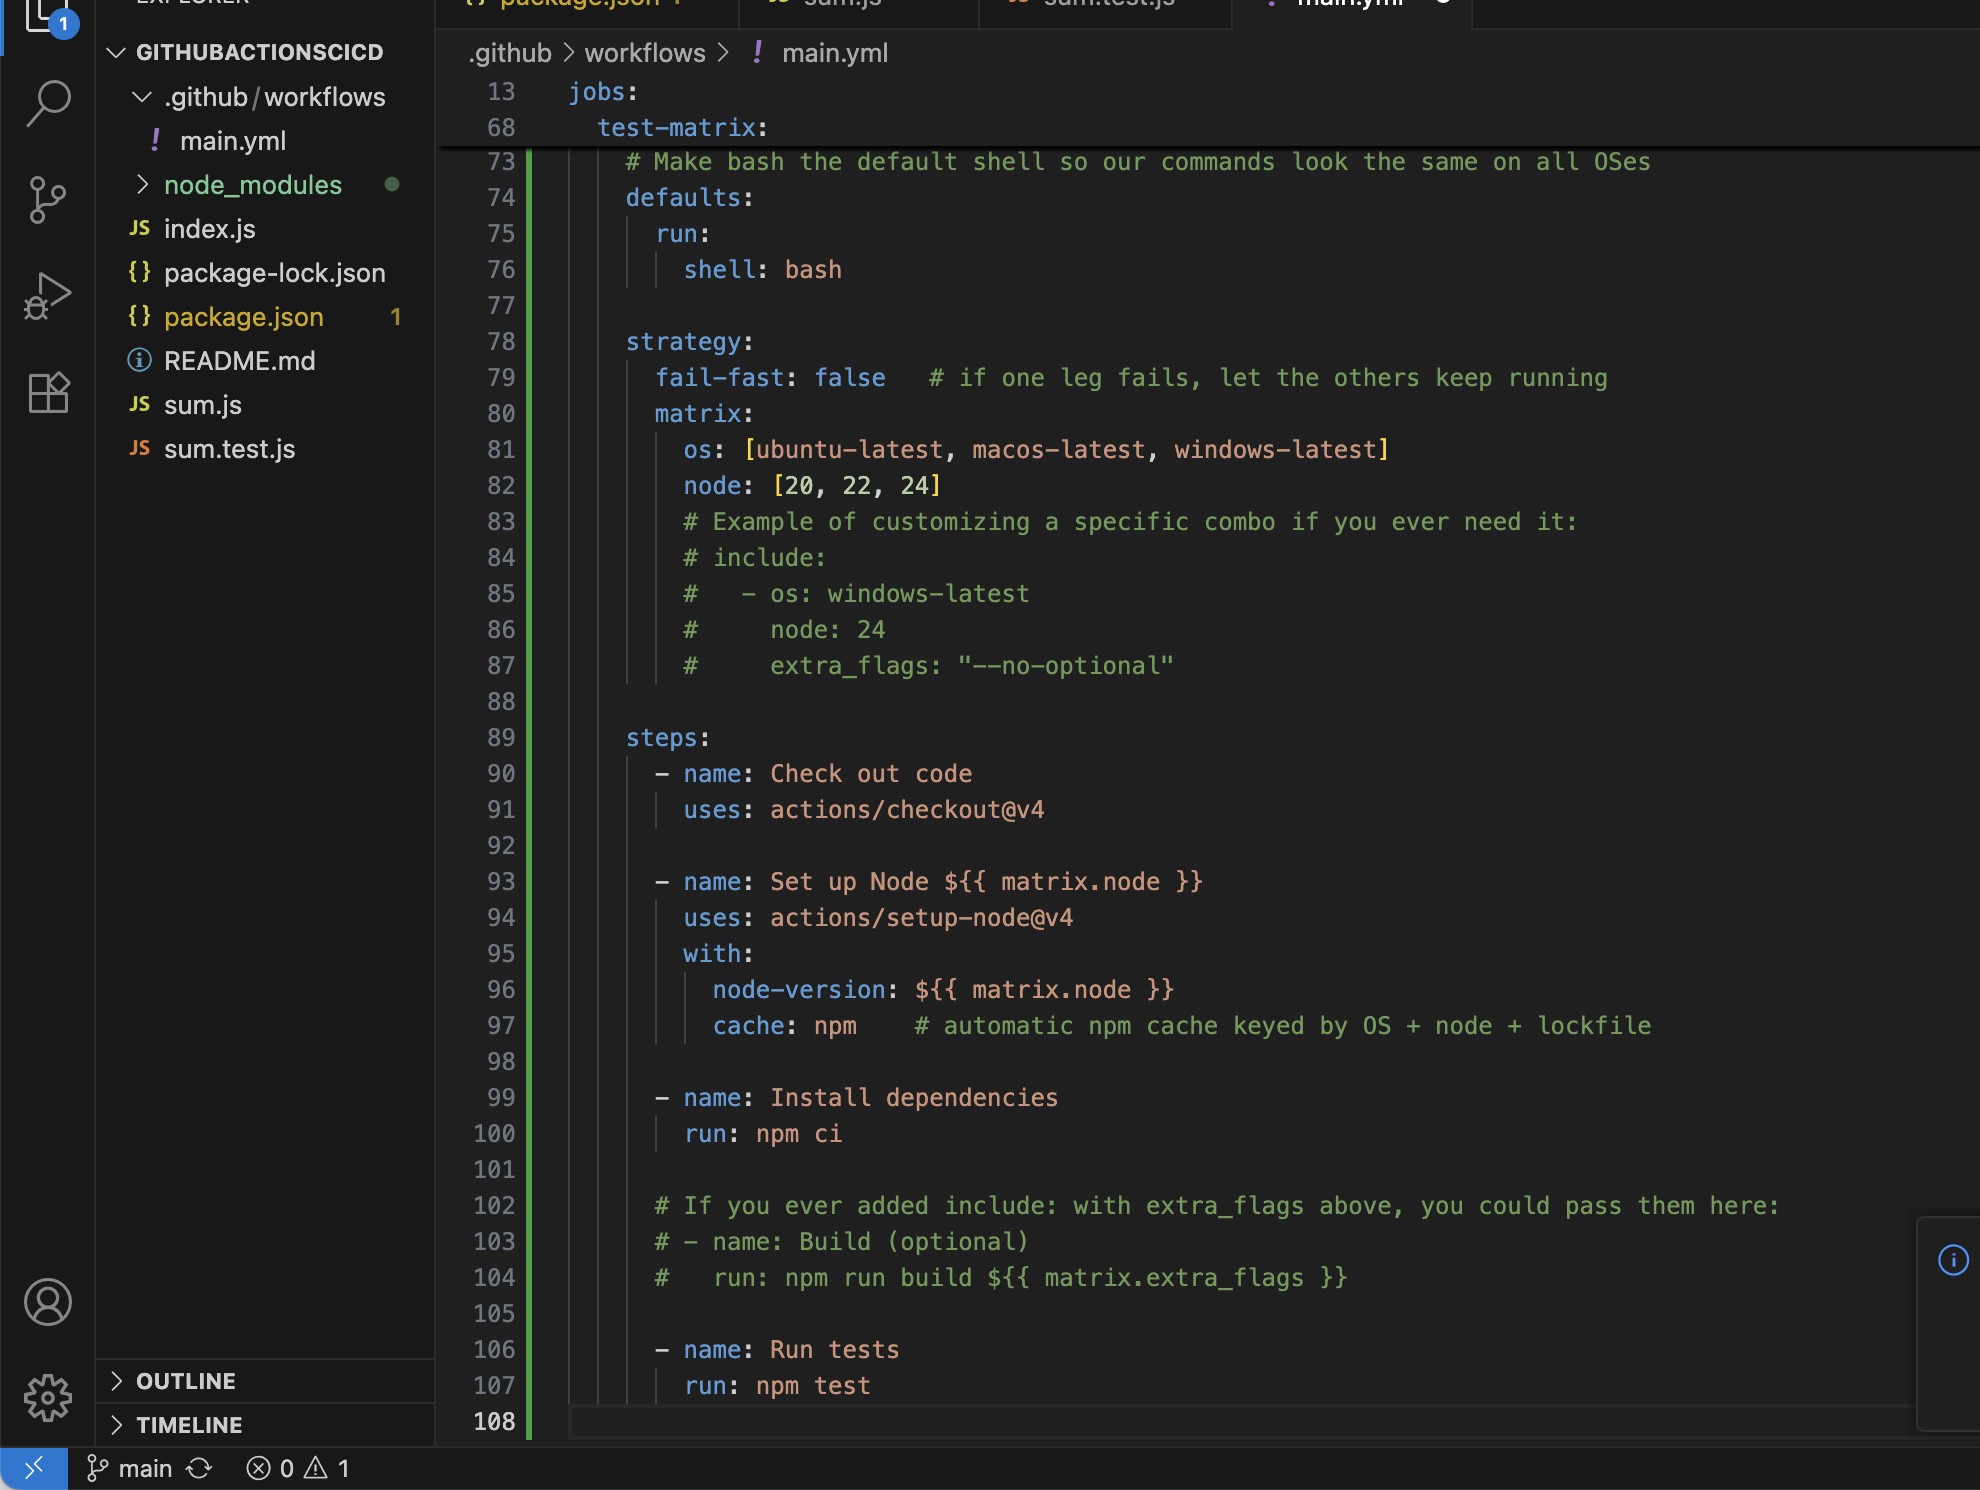 EXPLORER
1
GITHUBACTIONSCICD
.github/workflows
! main.yml
node_modules
JS index.js
{} package-lock.json
{} package.json 1
README.md
JS sum.js
JS sum.test.js
OUTLINE
TIMELINE
{} package.json 1
JS sum.js
JS sum.test.js
! main.yml
.github > workflows > ! main.yml
13 jobs:
68 test-matrix:
73 # Make bash the default shell so our commands look the same on all OSes
74 defaults:
75 run:
76 shell: bash
77
78 strategy:
79 fail-fast: false # if one leg fails, let the others keep running
80 matrix:
81 os: [ubuntu-latest, macos-latest, windows-latest]
82 node: [20, 22, 24]
83 # Example of customizing a specific combo if you ever need it:
84 # include:
85 # - os: windows-latest
86 # node: 24
87 # extra_flags: "--no-optional"
88
89 steps:
90 - name: Check out code
91 uses: actions/checkout@v4
92
93 - name: Set up Node ${{ matrix.node }}
94 uses: actions/setup-node@v4
95 with:
96 node-version: ${{ matrix.node }}
97 cache: npm # automatic npm cache keyed by OS + node + lockfile
98
99 - name: Install dependencies
100 run: npm ci
101
102 # If you ever added include: with extra_flags above, you could pass them here:
103 # - name: Build (optional)
104 # run: npm run build ${{ matrix.extra_flags }}
105
106 - name: Run tests
107 run: npm test
108
main 0 1